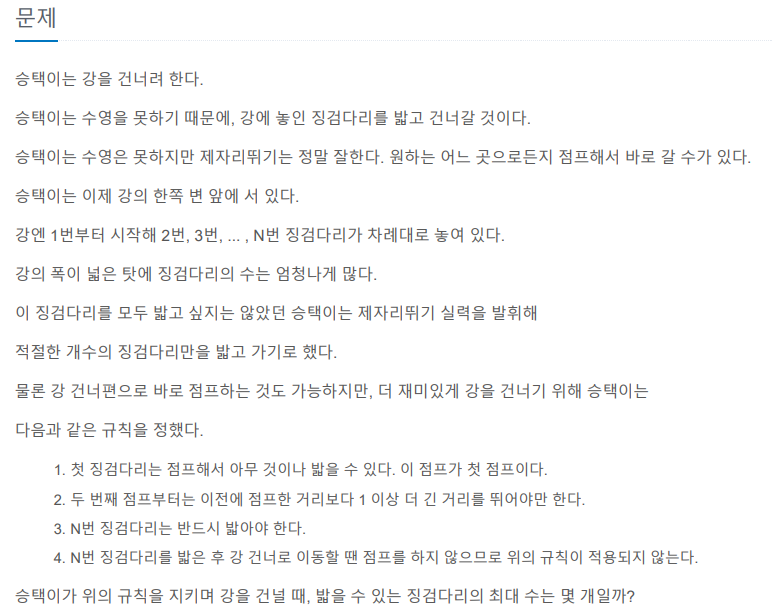 문제
승택이는 강을 건너려 한다.
승택이는 수영을 못하기 때문에, 강에 놓인 징검다리를 밟고 건너갈 것이다.
승택이는 수영은 못하지만 제자리뛰기는 정말 잘한다. 원하는 어느 곳으로든지 점프해서 바로 갈 수가 있다.
승택이는 이제 강의 한쪽 변 앞에 서 있다.
강엔 1번부터 시작해 2번, 3번, ... , N번 징검다리가 차례대로 놓여 있다.
강의 폭이 넓은 탓에 징검다리의 수는 엄청나게 많다.
이 징검다리를 모두 밟고 싶지는 않았던 승택이는 제자리뛰기 실력을 발휘해
적절한 개수의 징검다리만을 밟고 가기로 했다.
물론 강 건너편으로 바로 점프하는 것도 가능하지만, 더 재미있게 강을 건너기 위해 승택이는
다음과 같은 규칙을 정했다.
1. 첫 징검다리는 점프해서 아무 것이나 밟을 수 있다. 이 점프가 첫 점프이다.
2. 두 번째 점프부터는 이전에 점프한 거리보다 1 이상 더 긴 거리를 뛰어야만 한다.
3. N번 징검다리는 반드시 밟아야 한다.
4. N번 징검다리를 밟은 후 강 건너로 이동할 땐 점프를 하지 않으므로 위의 규칙이 적용되지 않는다.
승택이가 위의 규칙을 지키며 강을 건널 때, 밟을 수 있는 징검다리의 최대 수는 몇 개일까?